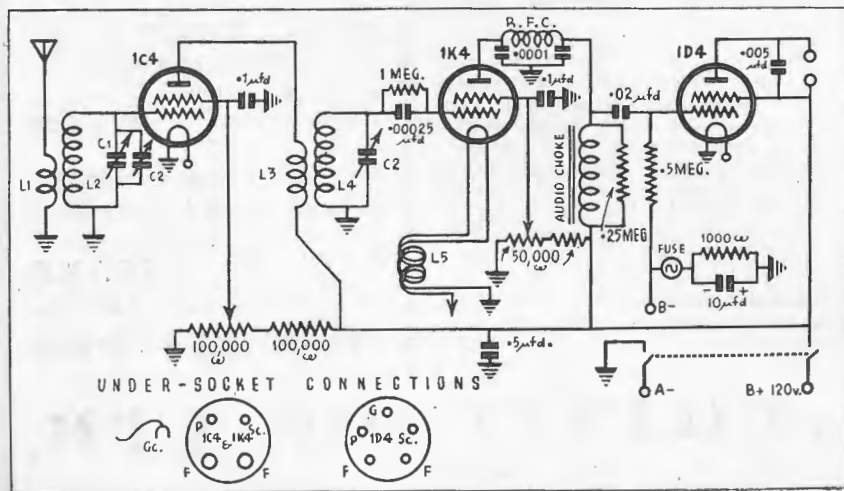 R.F.C.
1C4
1K4
1D4
.0001
.005 µfd
.1µfd
1 MEG.
.1µfd
.02µfd
.00025 µfd
C1
C2
L1
L2
L3
L4
C2
AUDIO CHOKE
.5MEG.
.25MEG
L5
50,000 ω
FUSE
1000ω
- +
10µfd
B-
100,000 ω
100,000 ω
.5µfd.
A-
B+ 120v.
UNDER-SOCKET CONNECTIONS
Gc.
P
Sc.
1C4 & 1K4
F
F
G
P
1D4
Sc.
F
F